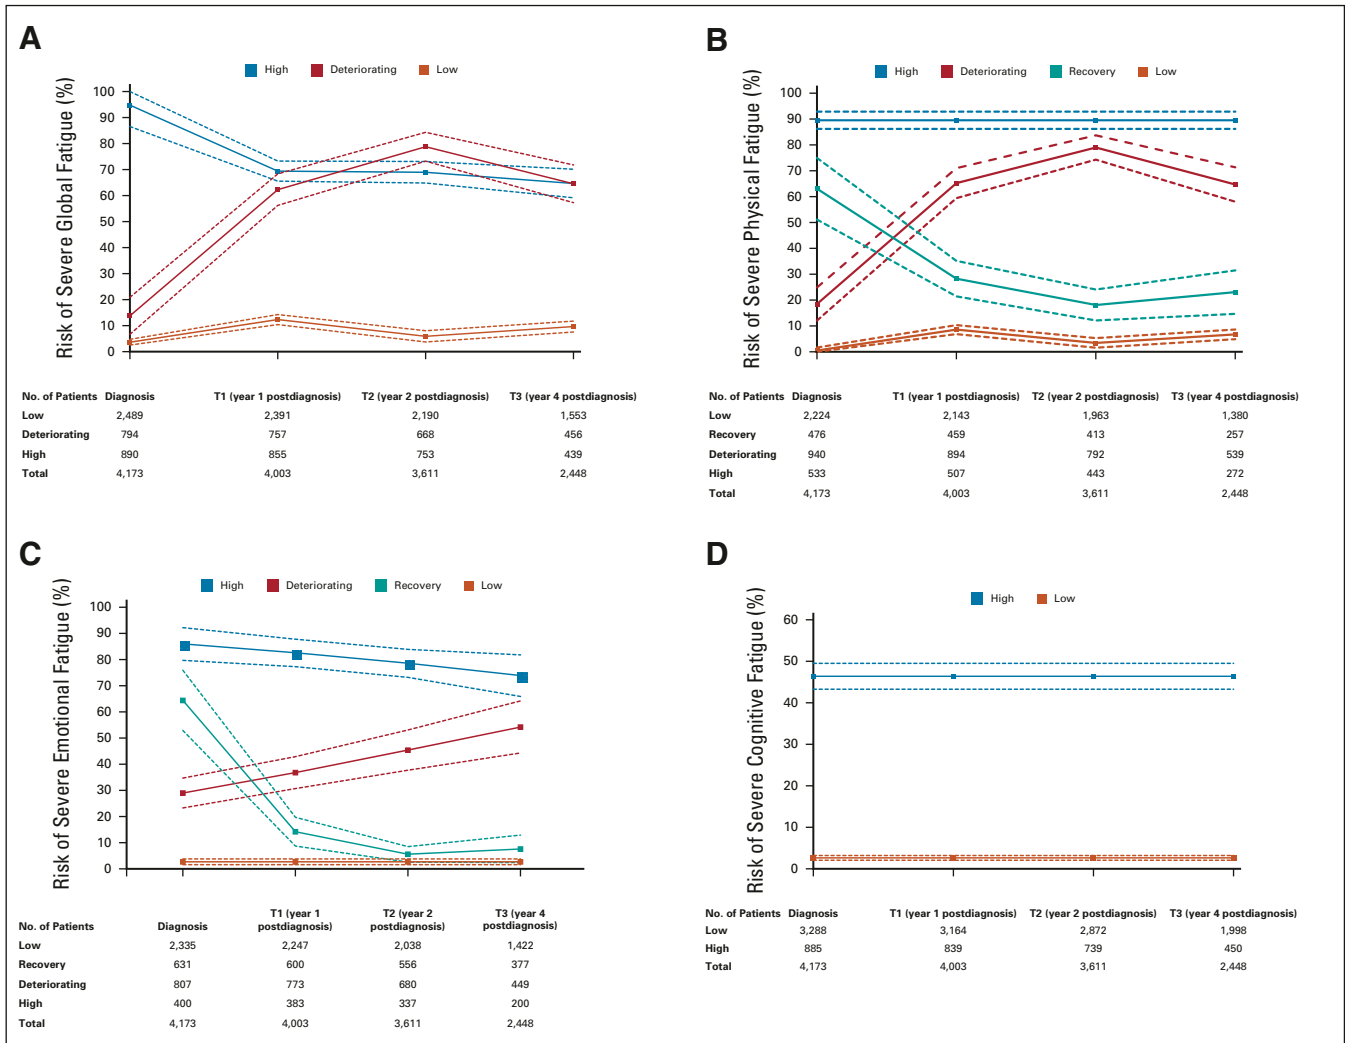 A
High Deteriorating Low
Risk of Severe Global Fatigue (%)
100
90
80
70
60
50
40
30
20
10
0
No. of Patients Diagnosis T1 (year 1 postdiagnosis) T2 (year 2 postdiagnosis) T3 (year 4 postdiagnosis)
Low 2,489 2,391 2,190 1,553
Deteriorating 794 757 668 456
High 890 855 753 439
Total 4,173 4,003 3,611 2,448
B
High Deteriorating Recovery Low
Risk of Severe Physical Fatigue (%)
100
90
80
70
60
50
40
30
20
10
0
No. of Patients Diagnosis T1 (year 1 postdiagnosis) T2 (year 2 postdiagnosis) T3 (year 4 postdiagnosis)
Low 2,224 2,143 1,963 1,380
Recovery 476 459 413 257
Deteriorating 940 894 792 539
High 533 507 443 272
Total 4,173 4,003 3,611 2,448
C
High Deteriorating Recovery Low
Risk of Severe Emotional Fatigue (%)
100
90
80
70
60
50
40
30
20
10
0
No. of Patients Diagnosis T1 (year 1 postdiagnosis) T2 (year 2 postdiagnosis) T3 (year 4 postdiagnosis)
Low 2,335 2,247 2,038 1,422
Recovery 631 600 556 377
Deteriorating 807 773 680 449
High 400 383 337 200
Total 4,173 4,003 3,611 2,448
D
High Low
Risk of Severe Cognitive Fatigue (%)
60
50
40
30
20
10
0
No. of Patients Diagnosis T1 (year 1 postdiagnosis) T2 (year 2 postdiagnosis) T3 (year 4 postdiagnosis)
Low 3,288 3,164 2,872 1,998
High 885 839 739 450
Total 4,173 4,003 3,611 2,448